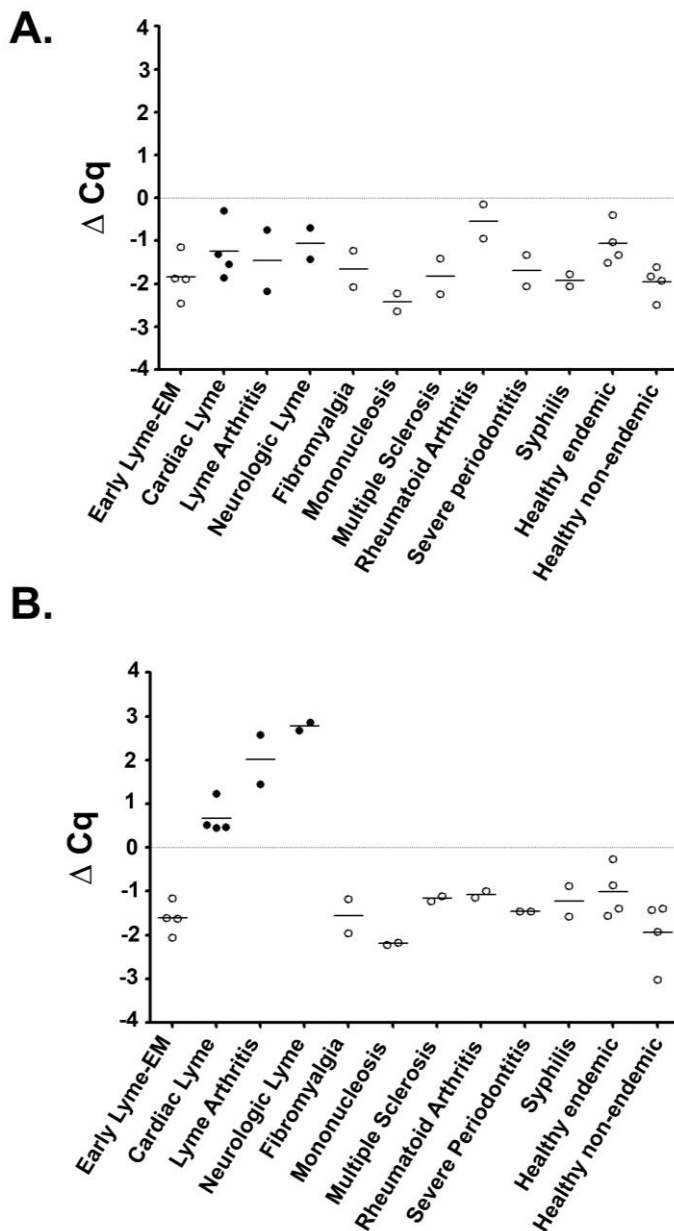 A.
4
3
2
1
0
-1
-2
-3
-4
Δ Cq
Early Lyme-EM
Cardiac Lyme
Lyme Arthritis
Neurologic Lyme
Fibromyalgia
Mononucleosis
Multiple Sclerosis
Rheumatoid Arthritis
Severe periodontitis
Syphilis
Healthy endemic
Healthy non-endemic
B.
4
3
2
1
0
-1
-2
-3
-4
Δ Cq
Early Lyme-EM
Cardiac Lyme
Lyme Arthritis
Neurologic Lyme
Fibromyalgia
Mononucleosis
Multiple Sclerosis
Rheumatoid Arthritis
Severe Periodontitis
Syphilis
Healthy endemic
Healthy non-endemic